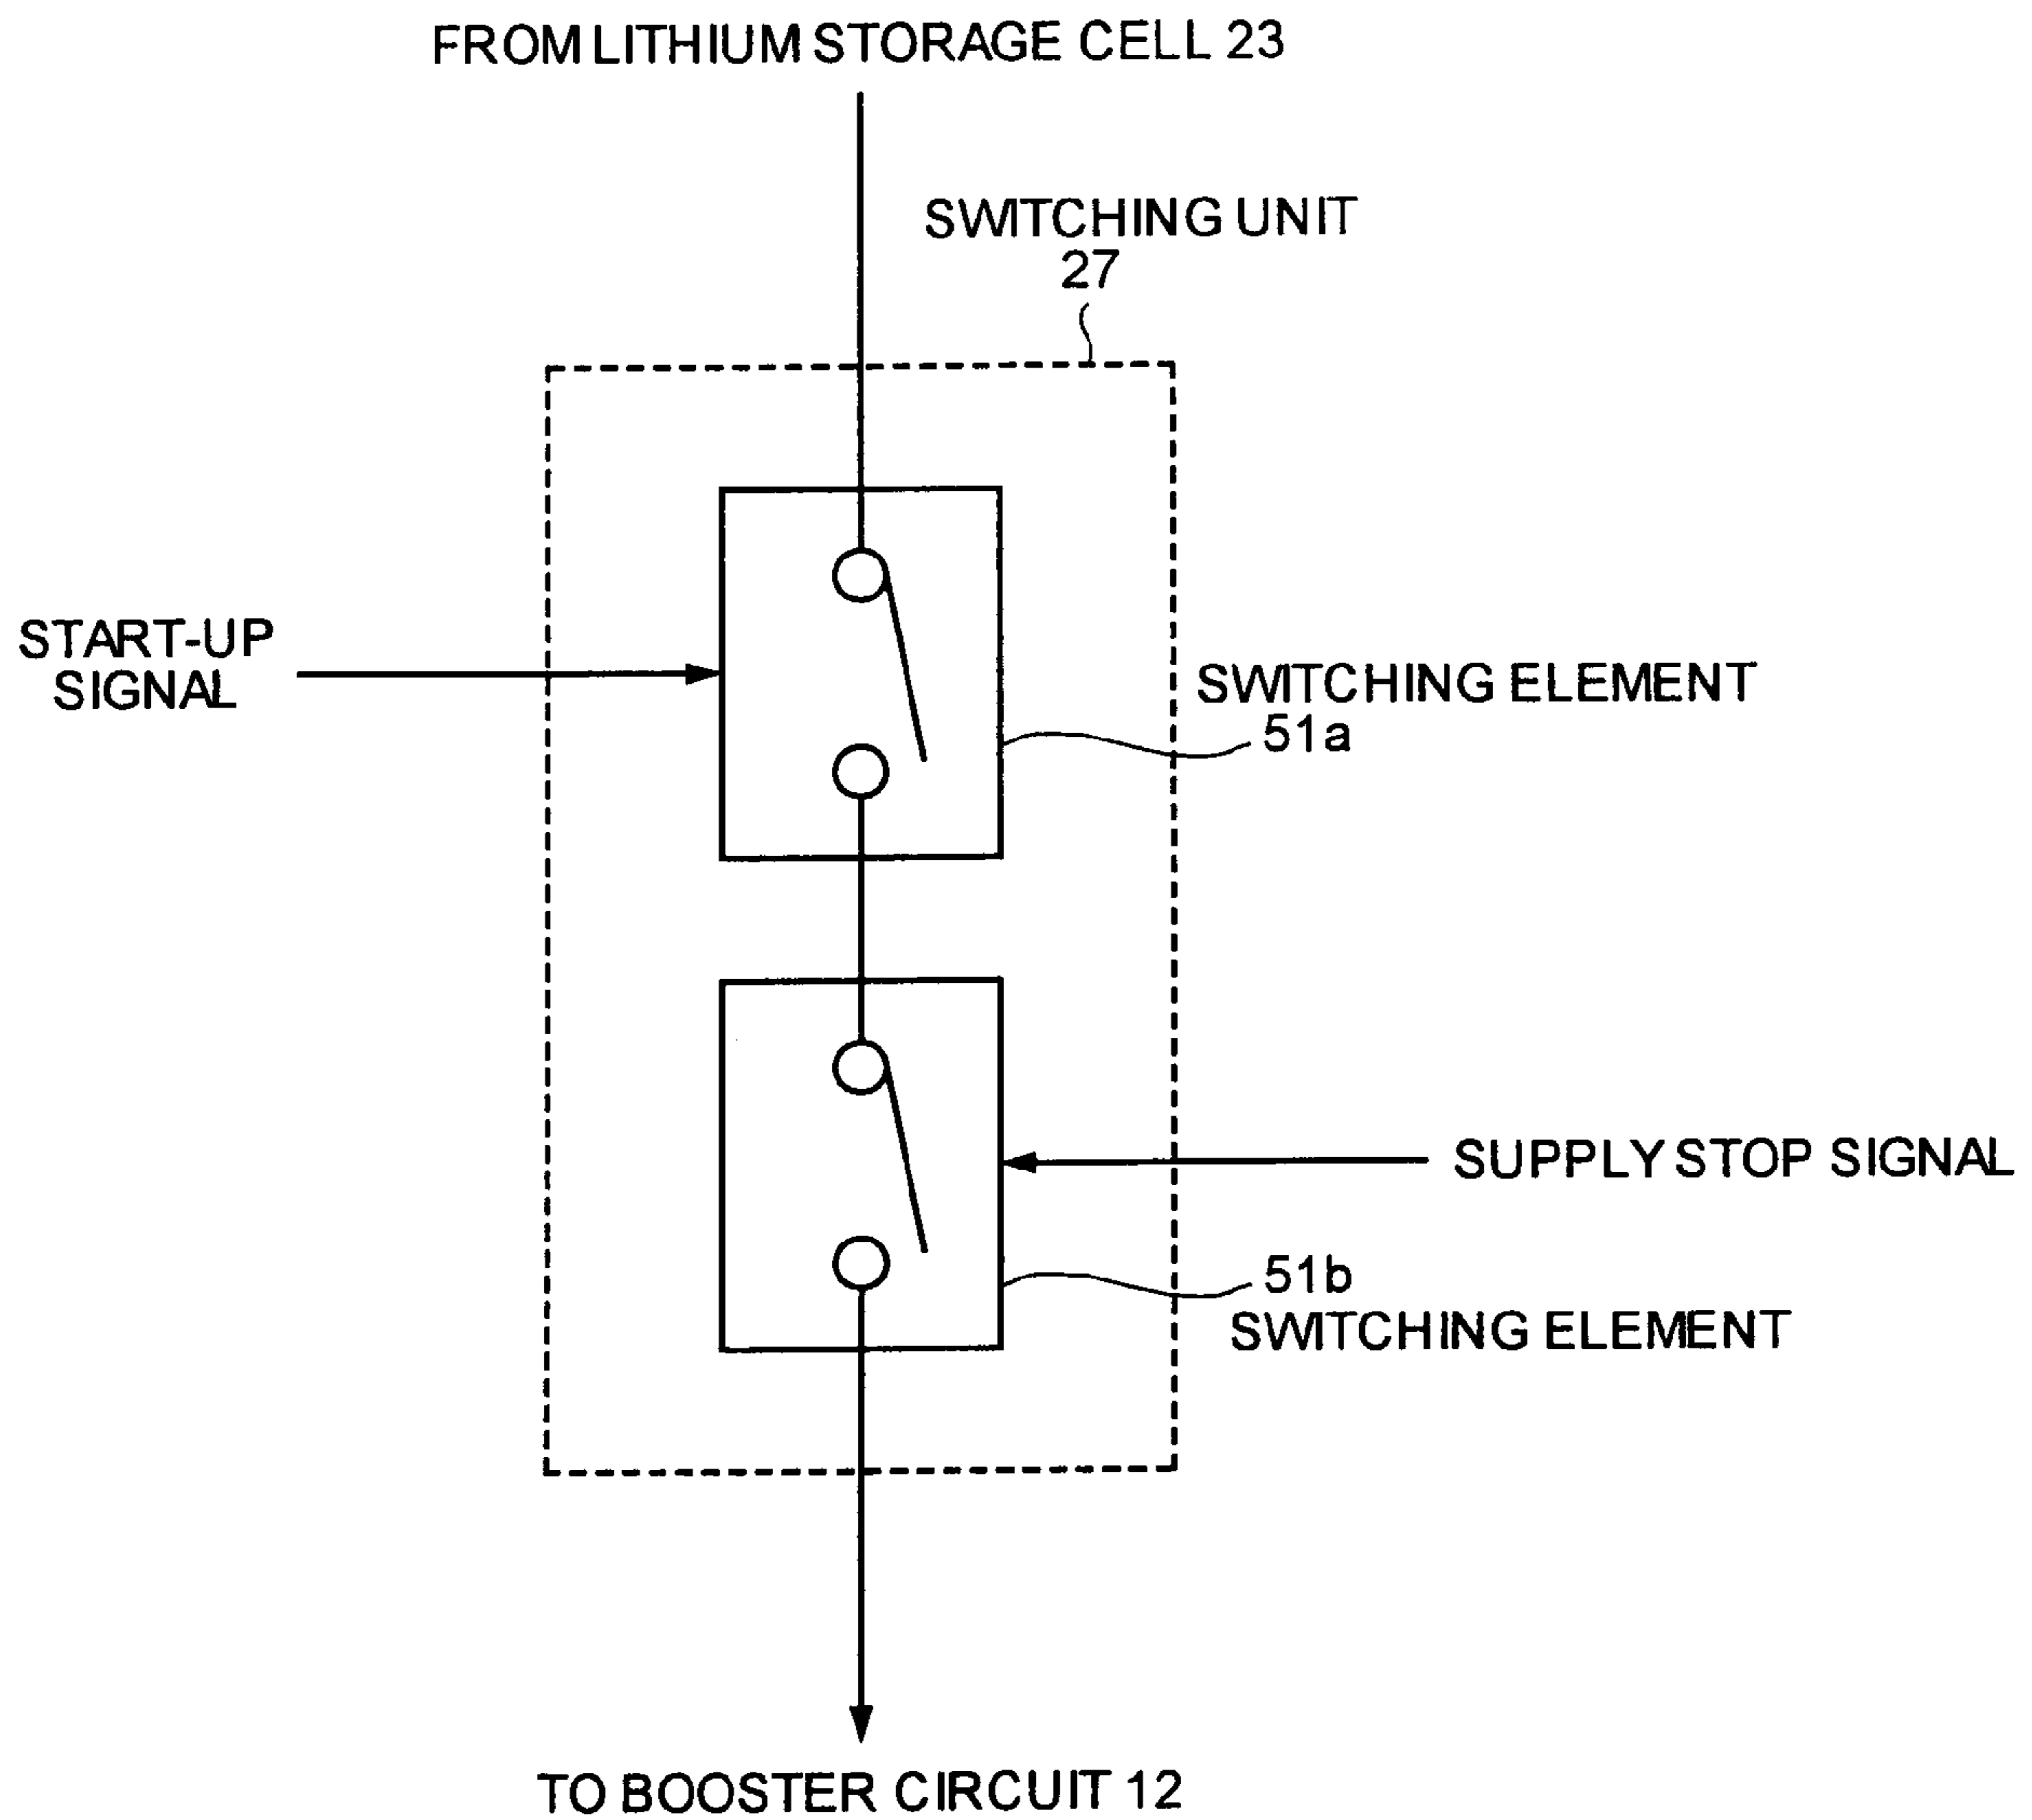 FROM LITHIUM STORAGE CELL 23
SWITCHING UNIT
27
START-UP
SIGNAL
SWITCHING ELEMENT
51a
SUPPLY STOP SIGNAL
51b
SWITCHING ELEMENT
TO BOOSTER CIRCUIT 12